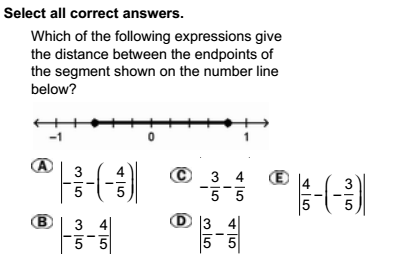 Select all correct answers.
Which of the following expressions give
the distance between the endpoints of
the segment shown on the number line
below?
−1 0 1
Ⓐ |−3/5−(−4/5)| Ⓒ −3/5−4/5 Ⓔ |4/5−(−3/5)|
Ⓑ |−3/5−4/5| Ⓓ |3/5−4/5|